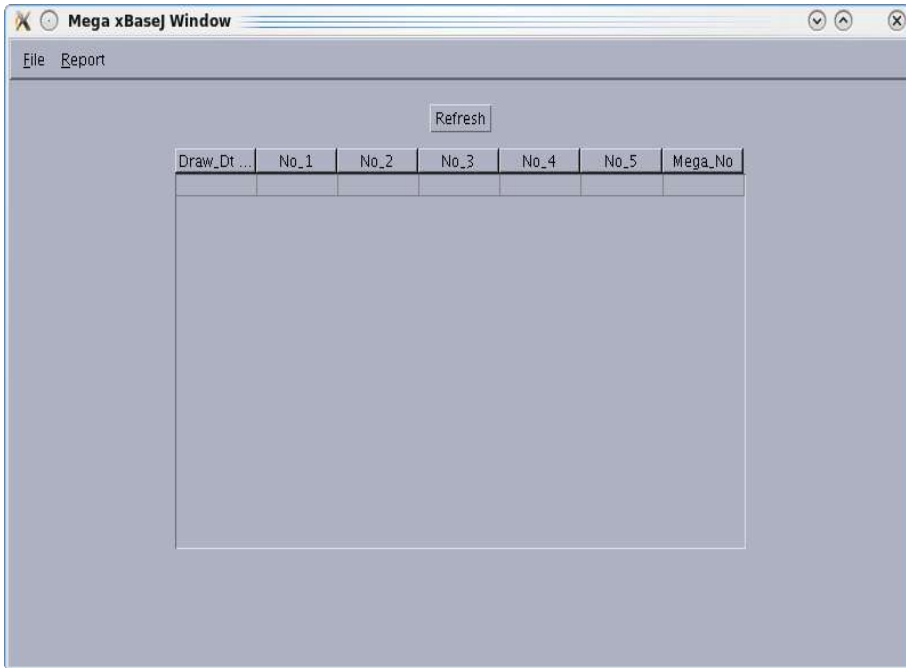 Mega xBaseJ Window
File Report
Refresh
Draw_Dt ... No_1 No_2 No_3 No_4 No_5 Mega_No